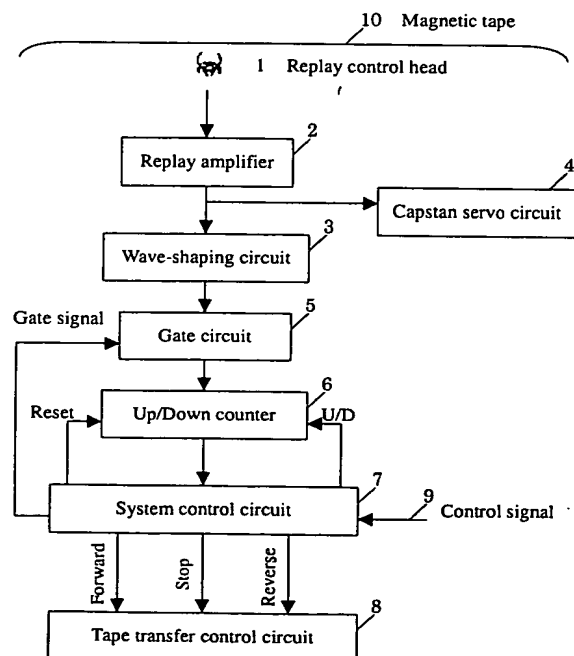 10 Magnetic tape
1 Replay control head
2
Replay amplifier
4
Capstan servo circuit
3
Wave-shaping circuit
Gate signal
5
Gate circuit
6
Reset
Up/Down counter
U/D
7
System control circuit
9
Control signal
Forward
Stop
Reverse
8
Tape transfer control circuit